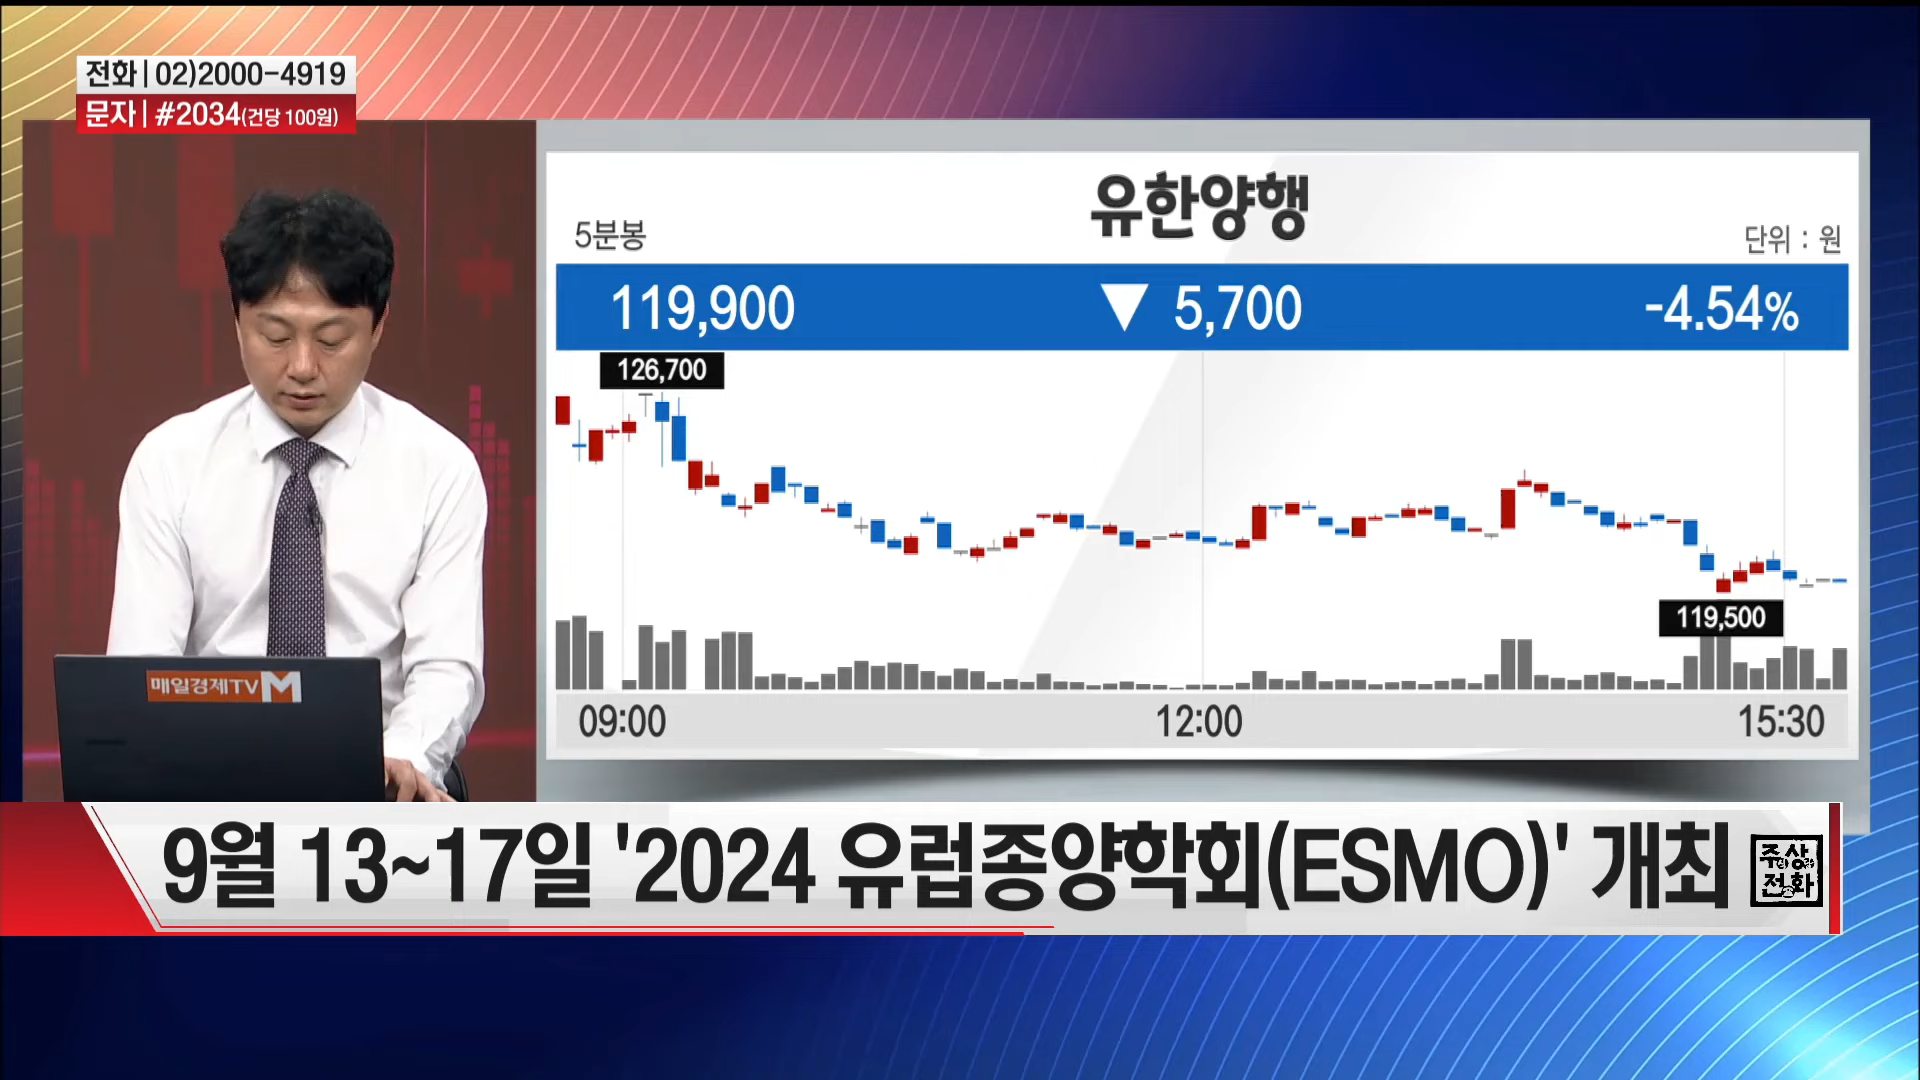 전화 | 02)2000-4919
문자 | #2034(건당 100원)
유한양행
5분봉
단위 : 원
119,900 ▼ 5,700 -4.54%
126,700
119,500
09:00 12:00 15:30
매일경제TV M
9월 13~17일 '2024 유럽종양학회(ESMO)' 개최
주상
전화